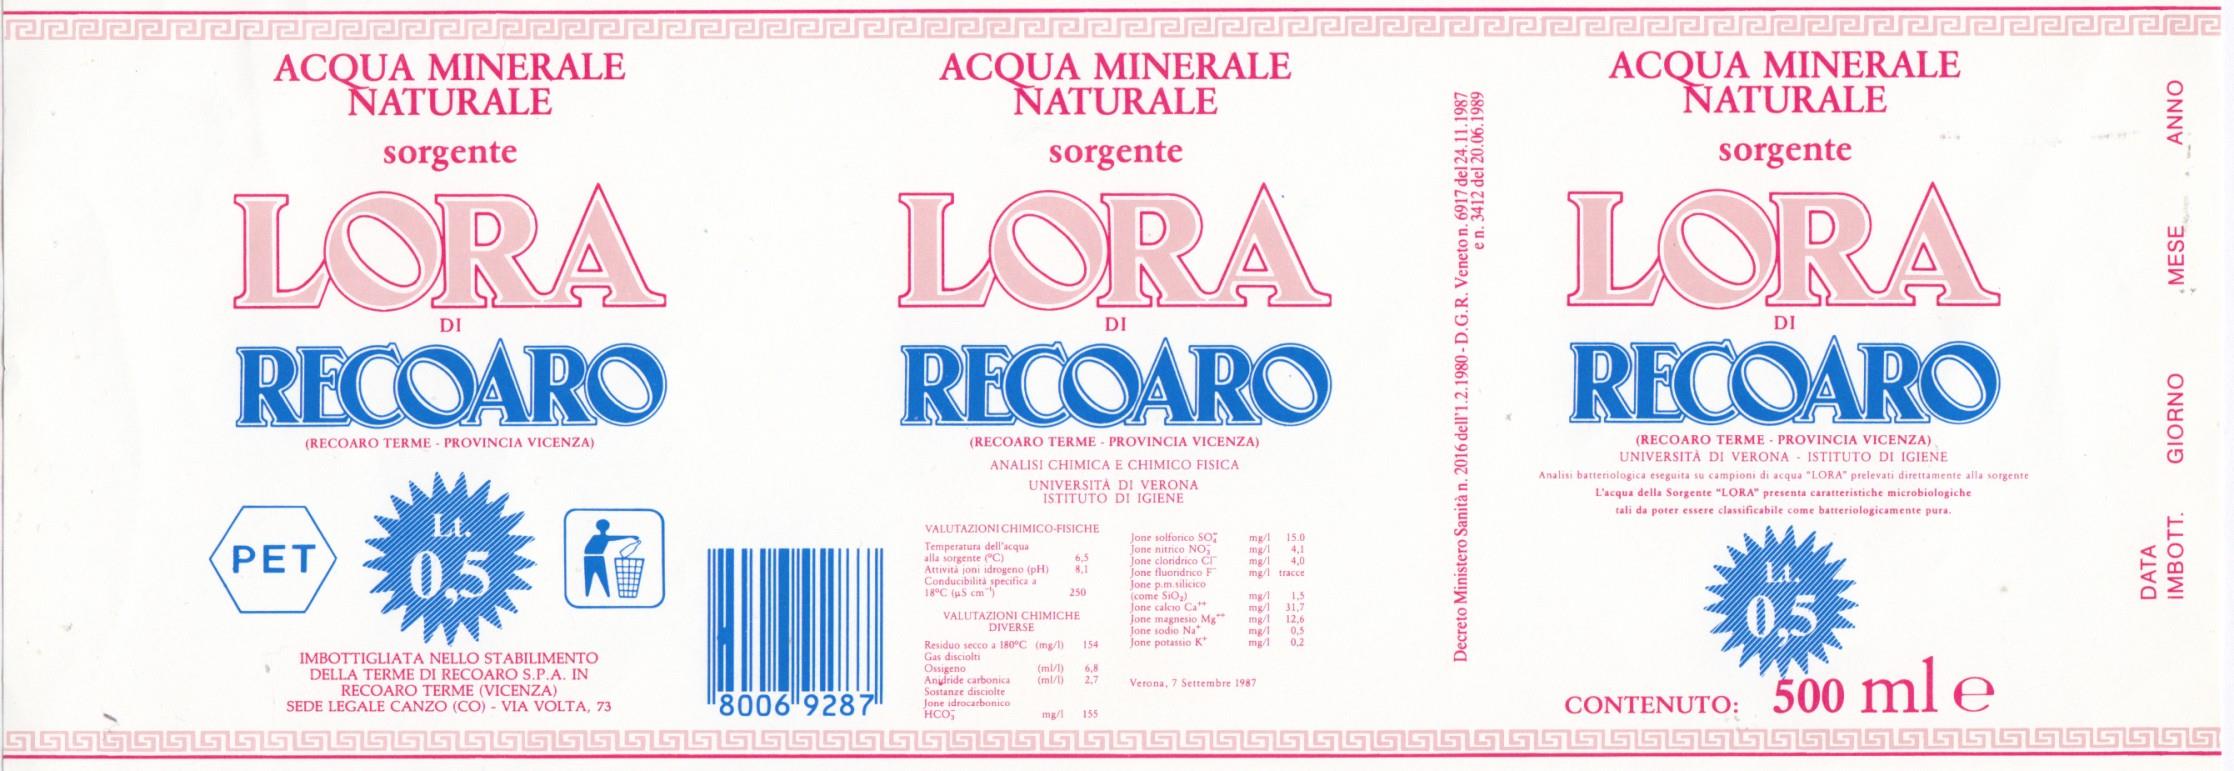 ACQUA MINERALE
NATURALE
sorgente
LORA
DI
RECOARO
(RECOARO TERME - PROVINCIA VICENZA)
PET
Lt.
0,5
IMBOTTIGLIATA NELLO STABILIMENTO
DELLA TERME DI RECOARO S.P.A. IN
RECOARO TERME (VICENZA)
SEDE LEGALE CANZO (CO) - VIA VOLTA, 73
8006 9287
ACQUA MINERALE
NATURALE
sorgente
LORA
DI
RECOARO
(RECOARO TERME - PROVINCIA VICENZA)
ANALISI CHIMICA E CHIMICO FISICA
UNIVERSITÀ DI VERONA
ISTITUTO DI IGIENE
VALUTAZIONI CHIMICO-FISICHE
Temperatura dell'acqua
alla sorgente (°C) 6,5
Attività joni idrogeno (pH) 8,1
Conducibilità specifica a
18°C (µS cm⁻¹) 250
VALUTAZIONI CHIMICHE
DIVERSE
Residuo secco a 180°C (mg/l) 154
Gas disciolti
Ossigeno (ml/l) 6,8
Anidride carbonica (ml/l) 2,7
Sostanze disciolte
Jone idrocarbonico
HCO₃⁻ mg/l 155
Jone solforico SO₄⁼ mg/l 15.0
Jone nitrico NO₃⁻ mg/l 4,1
Jone cloridrico Cl⁻ mg/l 4,0
Jone fluoridrico F⁻ mg/l tracce
Jone p.m.silicico
(come SiO₂) mg/l 1,5
Jone calcio Ca⁺⁺ mg/l 31,7
Jone magnesio Mg⁺⁺ mg/l 12,6
Jone sodio Na⁺ mg/l 0,5
Jone potassio K⁺ mg/l 0,2
Verona, 7 Settembre 1987
Decreto Ministero Sanità n. 2016 dell'1.2.1980 - D.G.R. Veneto n. 6917 del 24.11.1987
e n. 3412 del 20.06.1989
ACQUA MINERALE
NATURALE
sorgente
LORA
DI
RECOARO
(RECOARO TERME - PROVINCIA VICENZA)
UNIVERSITÀ DI VERONA - ISTITUTO DI IGIENE
Analisi batteriologica eseguita su campioni di acqua "LORA" prelevati direttamente alla sorgente
L'acqua della Sorgente "LORA" presenta caratteristiche microbiologiche
tali da poter essere classificabile come batteriologicamente pura.
Lt.
0,5
CONTENUTO: 500 ml e
DATA
IMBOTT. GIORNO MESE ANNO